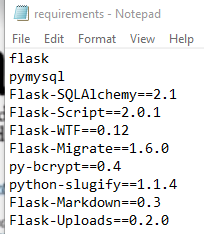 requirements - Notepad
File Edit Format View Help
flask
pymysql
Flask-SQLAlchemy==2.1
Flask-Script==2.0.1
Flask-WTF==0.12
Flask-Migrate==1.6.0
py-bcrypt==0.4
python-slugify==1.1.4
Flask-Markdown==0.3
Flask-Uploads==0.2.0